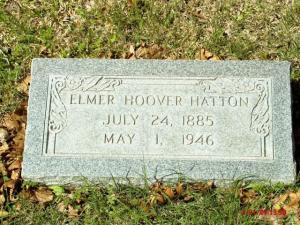 ELMER HOOVER HATTON
JULY 24, 1885
MAY 1, 1946